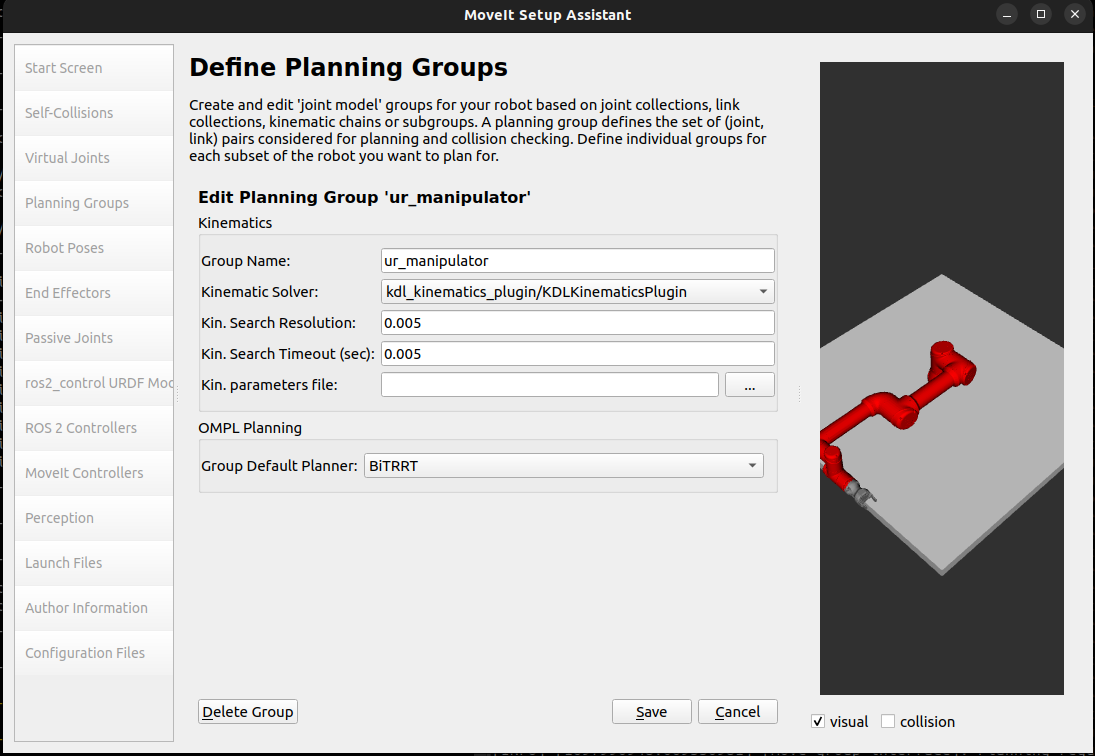 MoveIt Setup Assistant
Start Screen
Self-Collisions
Virtual Joints
Planning Groups
Robot Poses
End Effectors
Passive Joints
ros2_control URDF Moc
ROS 2 Controllers
MoveIt Controllers
Perception
Launch Files
Author Information
Configuration Files
Define Planning Groups
Create and edit 'joint model' groups for your robot based on joint collections, link
collections, kinematic chains or subgroups. A planning group defines the set of (joint,
link) pairs considered for planning and collision checking. Define individual groups for
each subset of the robot you want to plan for.
Edit Planning Group 'ur_manipulator'
Kinematics
Group Name: ur_manipulator
Kinematic Solver: kdl_kinematics_plugin/KDLKinematicsPlugin
Kin. Search Resolution: 0.005
Kin. Search Timeout (sec): 0.005
Kin. parameters file: ...
OMPL Planning
Group Default Planner: BiTRRT
Delete Group Save Cancel
visual collision